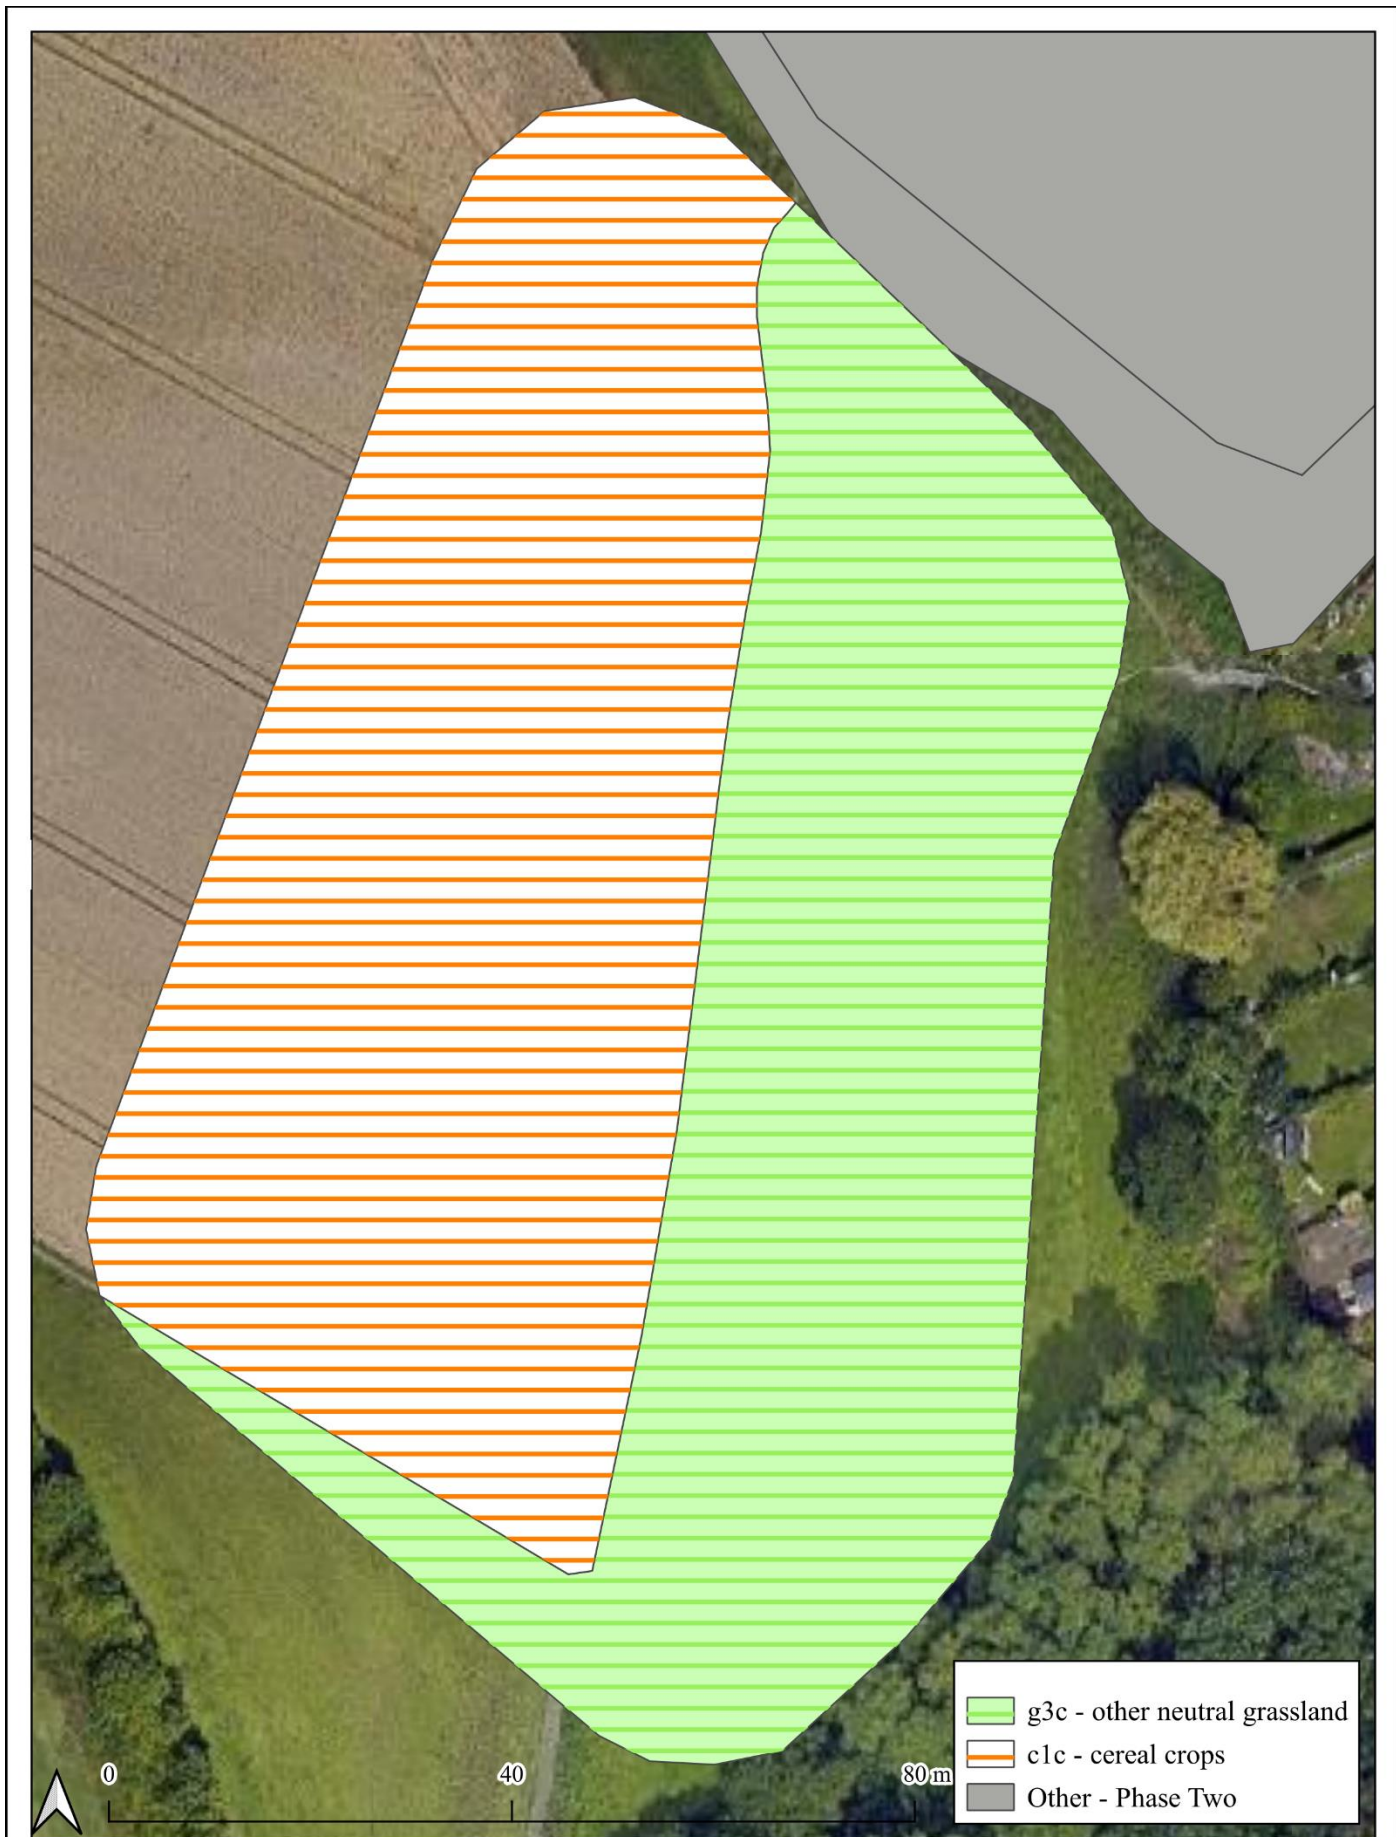 g3c - other neutral grassland
c1c - cereal crops
Other - Phase Two
0 40 80 m